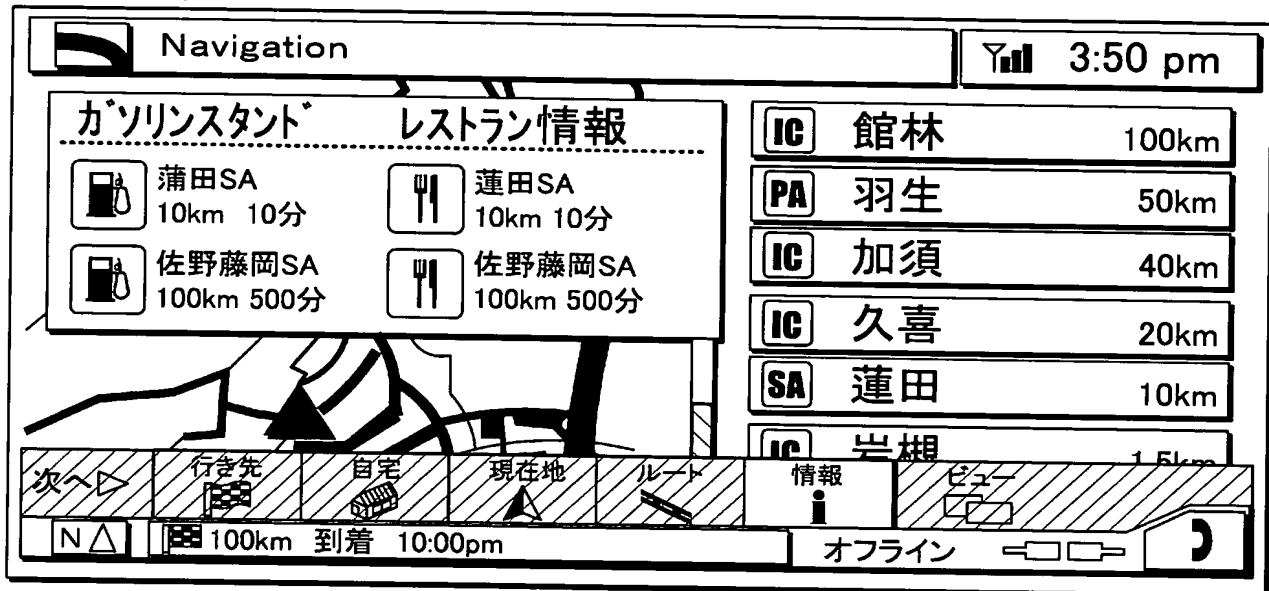 Navigation
3:50 pm
ガソリンスタンド レストラン情報
蒲田SA
10km 10分
蓮田SA
10km 10分
佐野藤岡SA
100km 500分
佐野藤岡SA
100km 500分
IC 館林 100km
PA 羽生 50km
IC 加須 40km
IC 久喜 20km
SA 蓮田 10km
IC 岩槻 1.5km
次へ 行き先 自宅 現在地 ルート 情報 ビュー
N 100km 到着 10:00pm オフライン